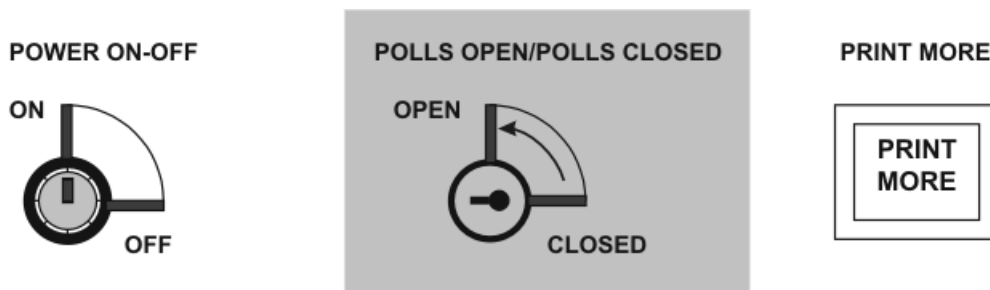 POWER ON-OFF
ON
OFF
POLLS OPEN/POLLS CLOSED
OPEN
CLOSED
PRINT MORE
PRINT
MORE